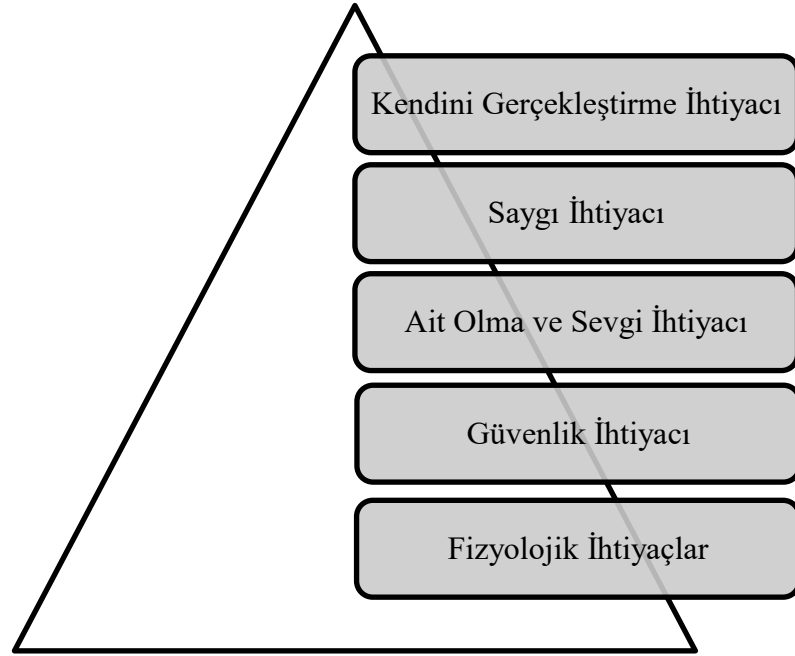 Kendini Gerçekleştirme İhtiyacı
Saygı İhtiyacı
Ait Olma ve Sevgi İhtiyacı
Güvenlik İhtiyacı
Fizyolojik İhtiyaçlar